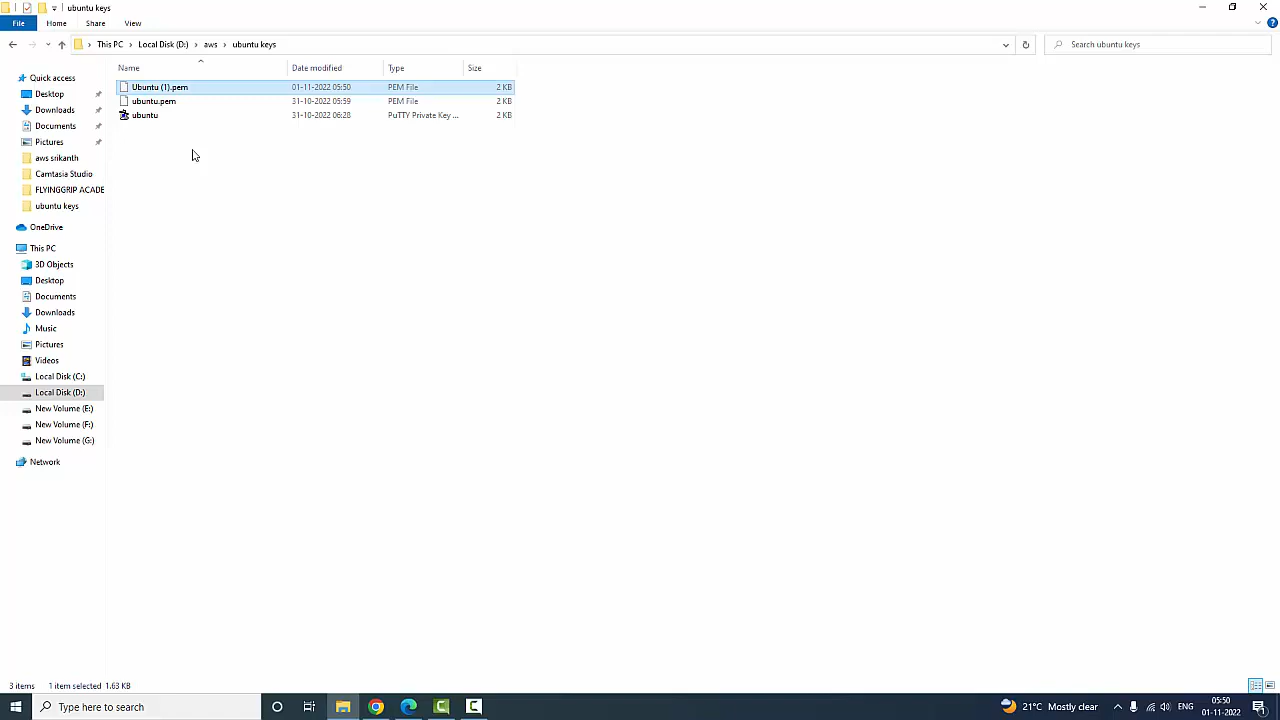 ubuntu keys
File Home Share View
This PC Local Disk (D:) aws ubuntu keys
Search ubuntu keys
Name Date modified Type Size
Ubuntu (1).pem 01-11-2022 05:50 PEM File 2 KB
ubuntu.pem 31-10-2022 05:59 PEM File 2 KB
ubuntu 31-10-2022 06:28 PuTTY Private Key ... 2 KB
Quick access
Desktop
Downloads
Documents
Pictures
aws srikanth
Camtasia Studio
FLYINGGRIP ACADE
ubuntu keys
OneDrive
This PC
3D Objects
Desktop
Documents
Downloads
Music
Pictures
Videos
Local Disk (C:)
Local Disk (D:)
New Volume (E:)
New Volume (F:)
New Volume (G:)
Network
3 items 1 item selected 1.63 KB
Type here to search
21°C Mostly clear
ENG
05:50
01-11-2022
1